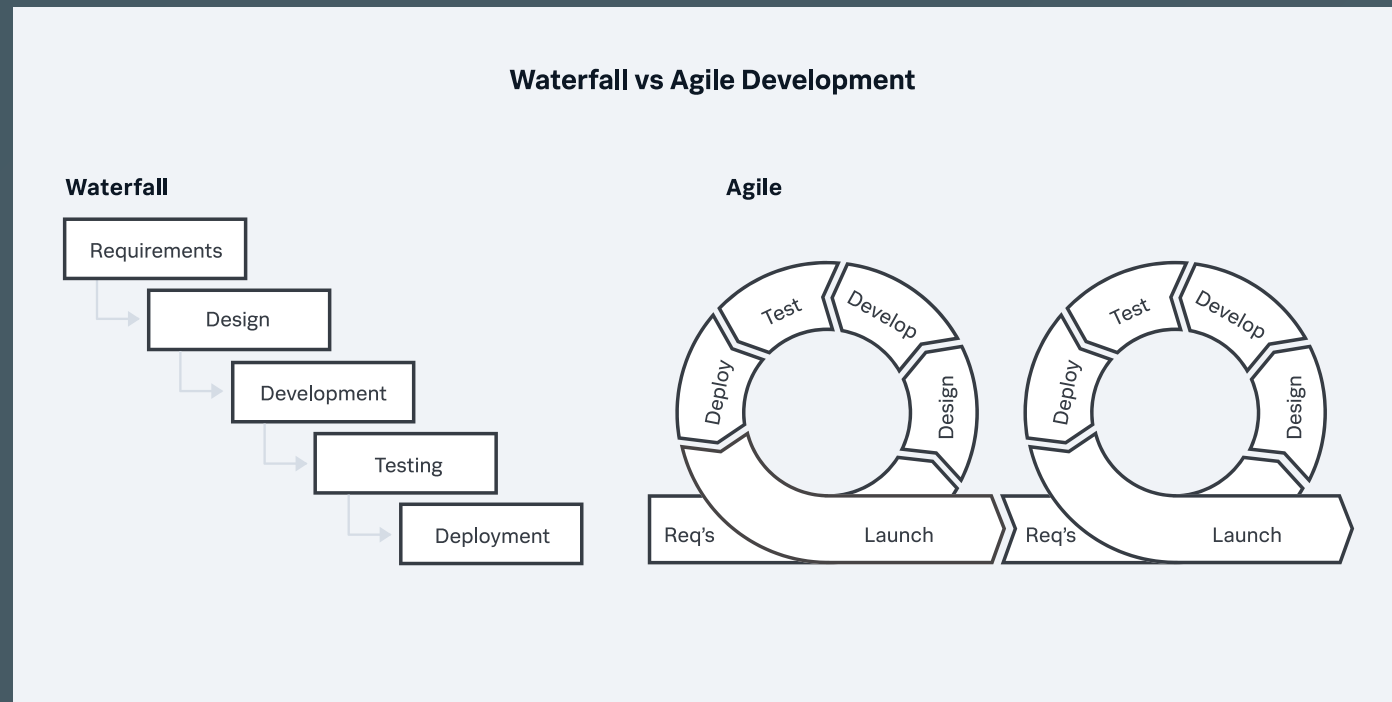 Waterfall vs Agile Development
Waterfall
Requirements
Design
Development
Testing
Deployment
Agile
Req's
Design
Develop
Test
Deploy
Launch
Req's
Design
Develop
Test
Deploy
Launch